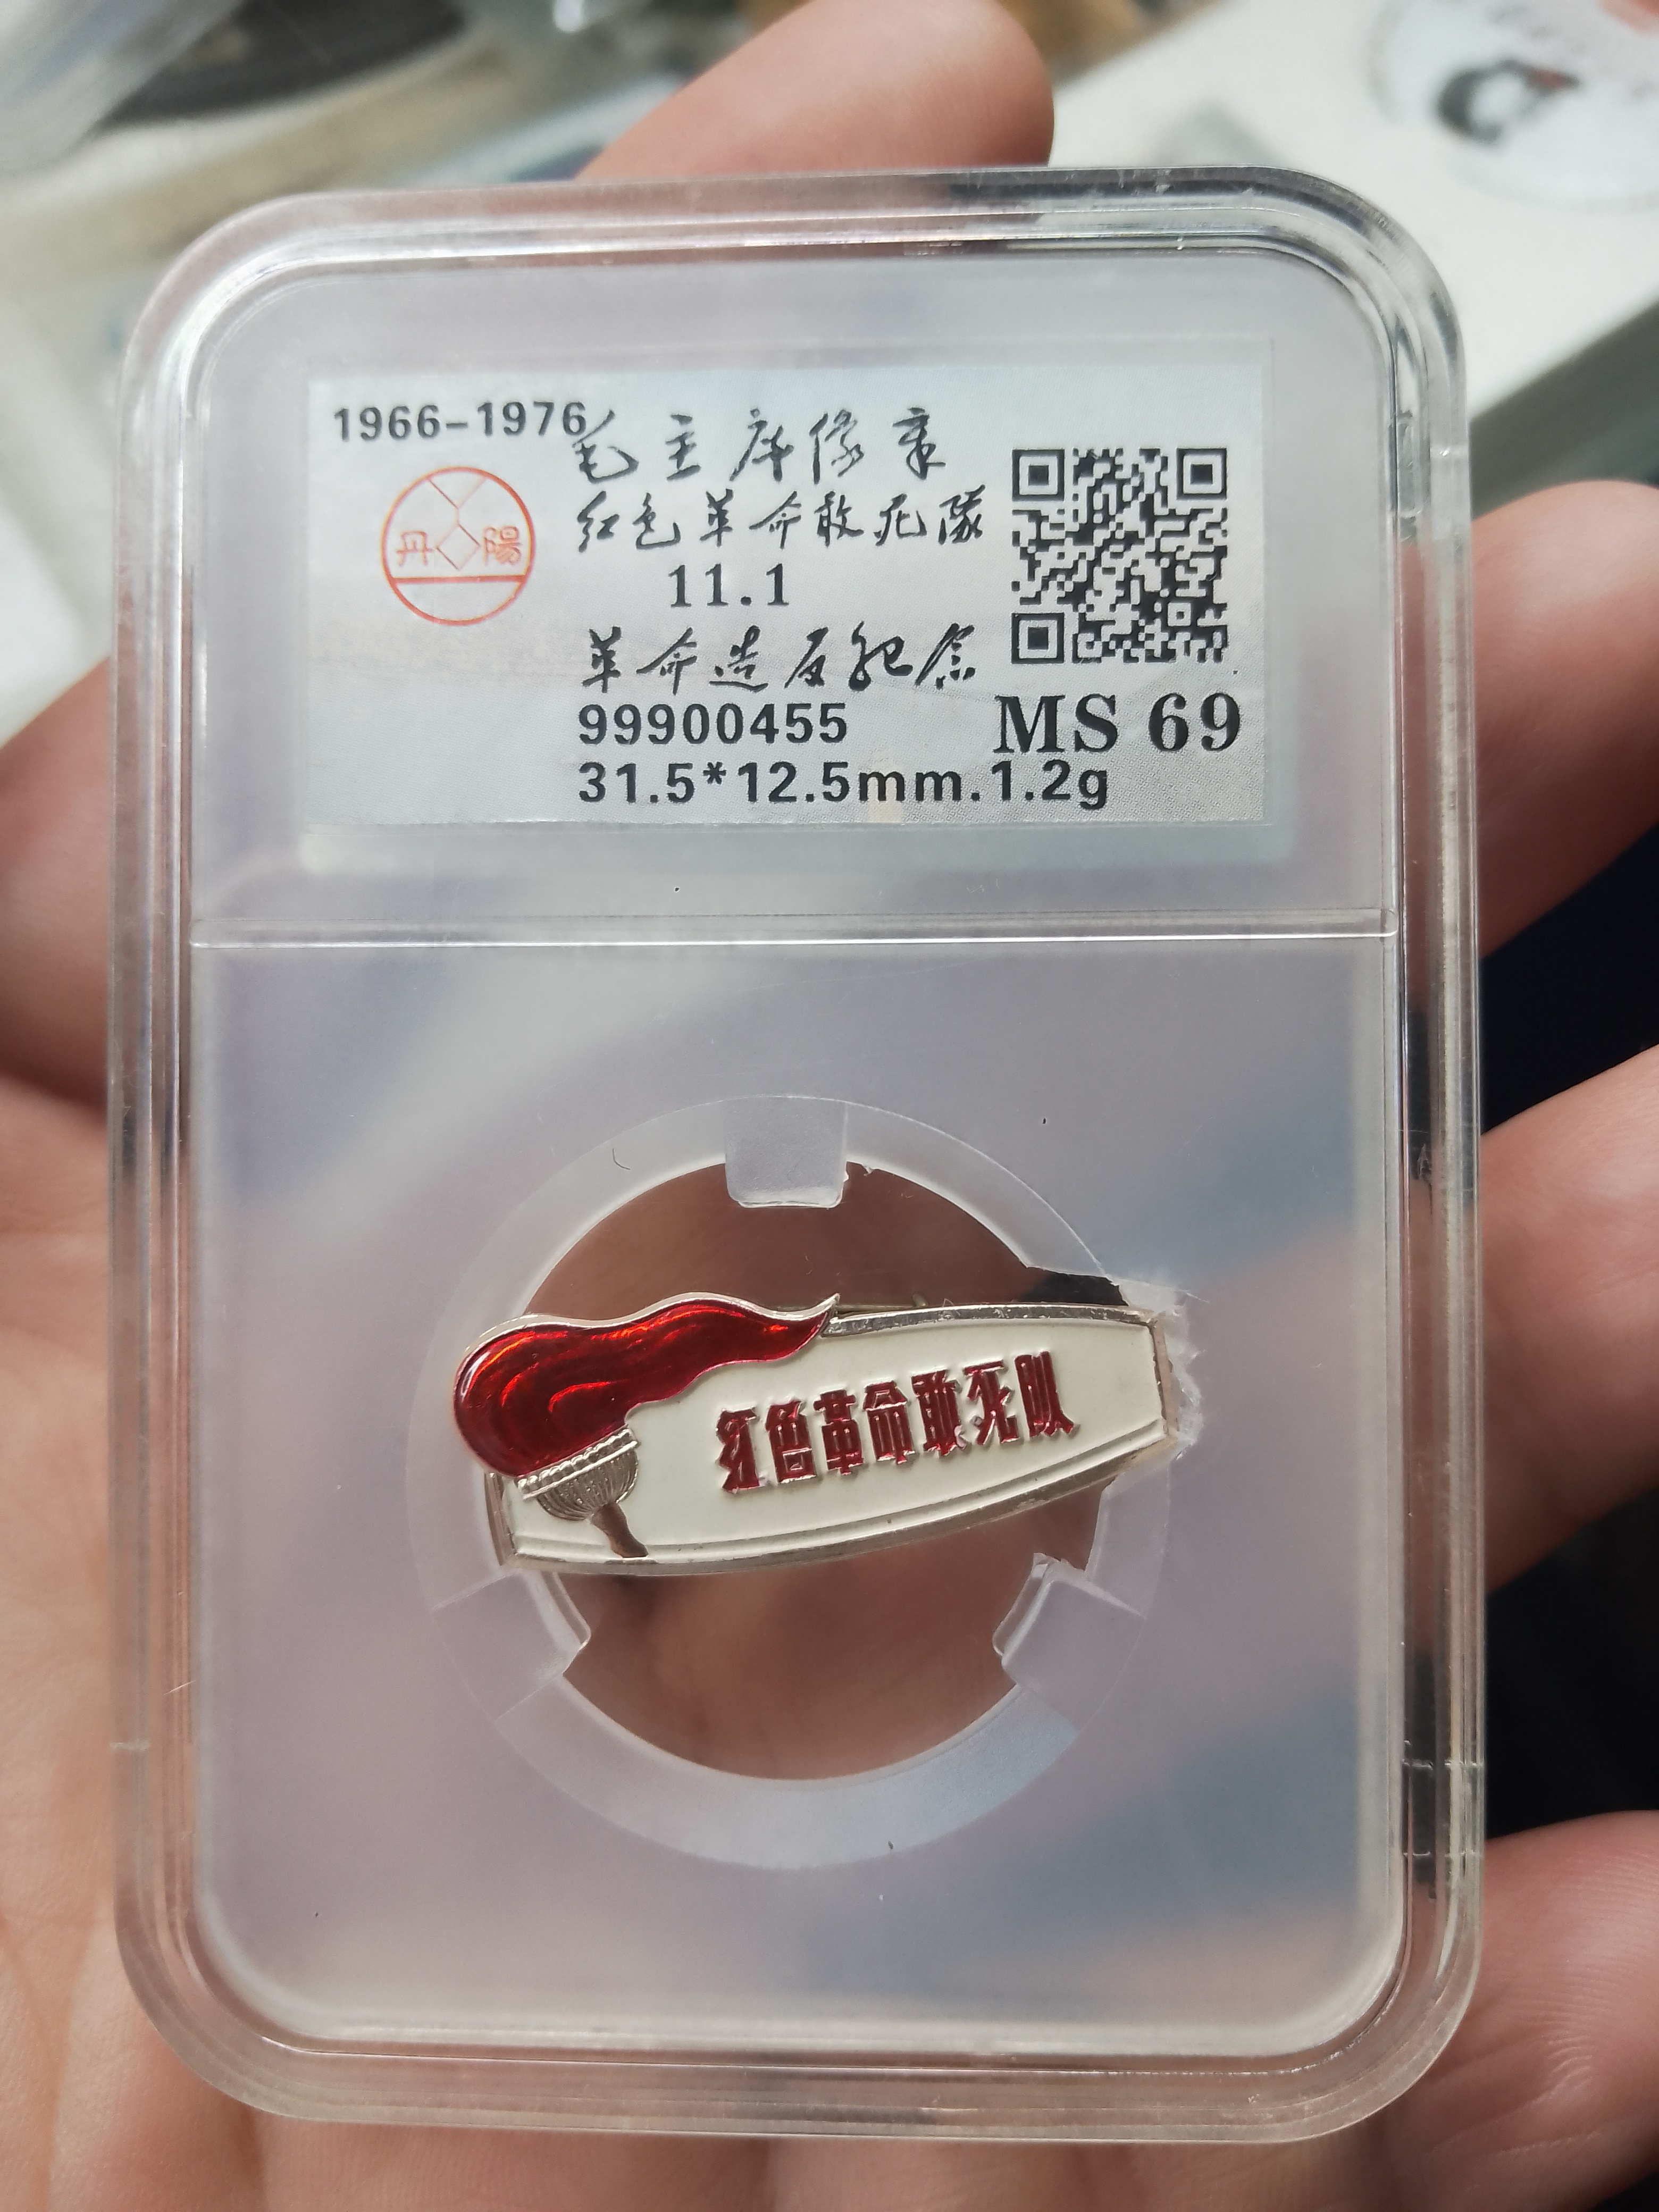 1966-1976
毛主席像章
丹陽
红色革命敢死隊
11.1
革命造反纪念
99900455
MS 69
31.5*12.5mm.1.2g
红色革命敢死队